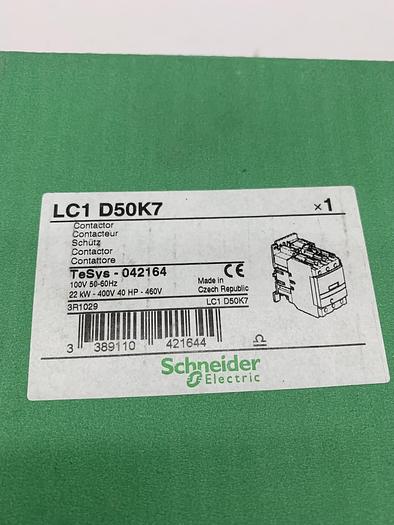 LC1 D50K7 ×1
Contactor
Contacteur
Schütz
Contactor
Contattore
TeSys - 042164
100V 50-60Hz
22 kW - 400V 40 HP - 460V
Made in
Czech Republic
CE
3R1029 LC1 D50K7
3 389110 421644
Schneider
Electric